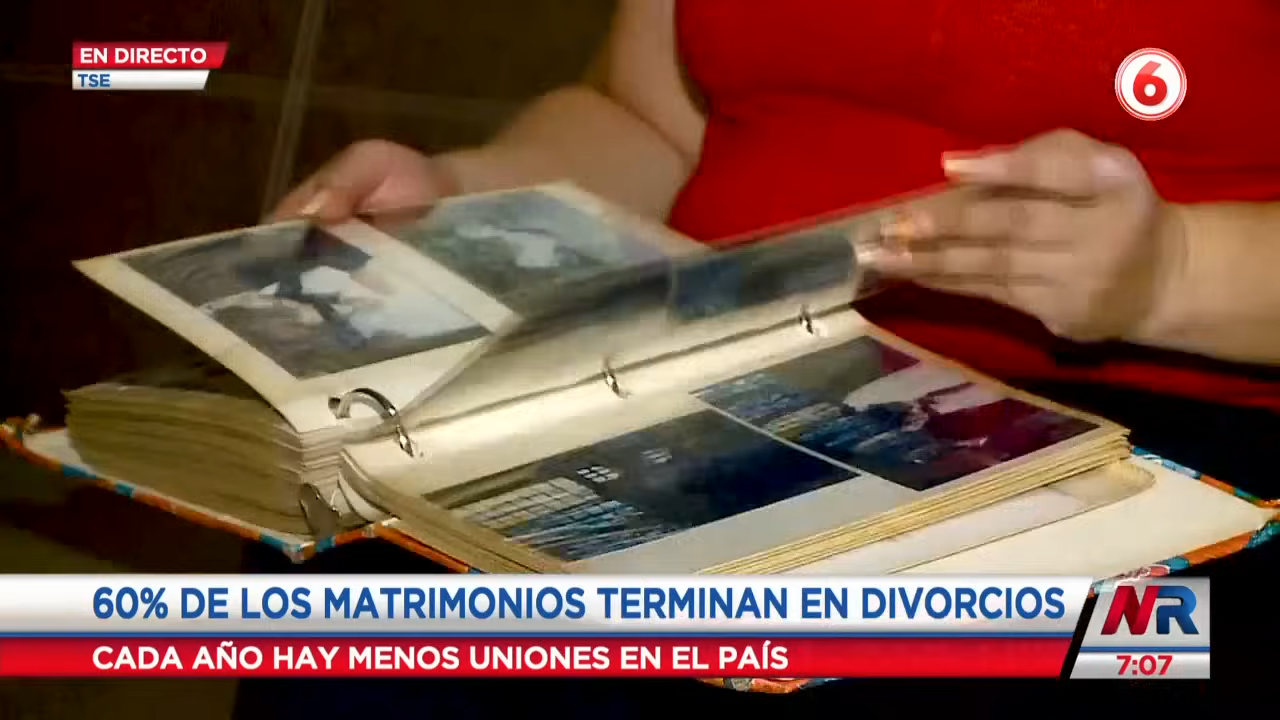 EN DIRECTO
TSE
6
60% DE LOS MATRIMONIOS TERMINAN EN DIVORCIOS
CADA AÑO HAY MENOS UNIONES EN EL PAÍS
NR
7:07